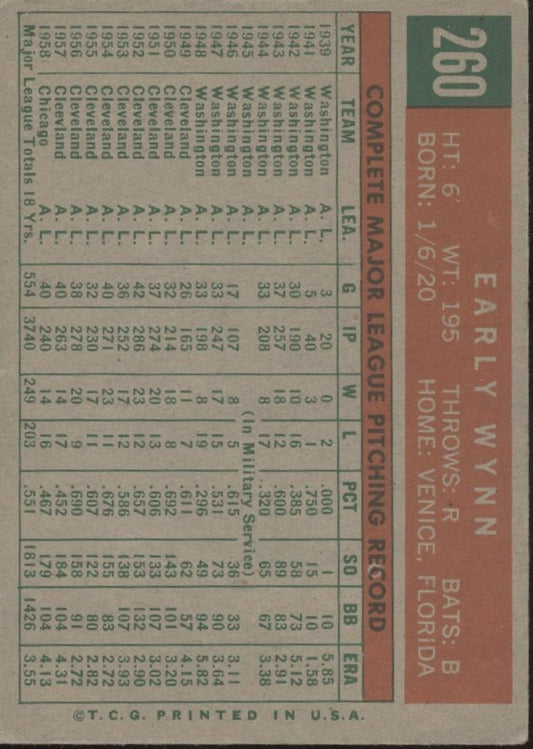 260
EARLY WYNN
HT: 6' WT: 195 THROWS: R BATS: B
BORN: 1/6/20 HOME: VENICE, FLORIDA
COMPLETE MAJOR LEAGUE PITCHING RECORD
YEAR TEAM LEA. G IP W L PCT SO BB ERA
1939 Washington A. L. 3 20 0 2 .000 1 10 5.85
1941 Washington A. L. 5 40 3 1 .750 15 10 1.58
1942 Washington A. L. 30 190 10 16 .385 58 73 5.12
1943 Washington A. L. 37 257 18 12 .600 89 83 2.91
1944 Washington A. L. 33 208 8 17 .320 65 67 3.38
1945 Washington (In Military Service)
1946 Washington A. L. 17 107 8 5 .615 36 33 3.11
1947 Washington A. L. 33 247 17 15 .531 73 90 3.64
1948 Washington A. L. 33 198 8 19 .296 49 94 5.82
1949 Cleveland A. L. 26 165 11 7 .611 62 57 4.15
1950 Cleveland A. L. 32 214 18 8 .692 143 101 3.20
1951 Cleveland A. L. 37 274 20 13 .606 133 107 3.02
1952 Cleveland A. L. 42 286 23 12 .657 153 132 2.90
1953 Cleveland A. L. 36 252 17 12 .586 138 107 3.93
1954 Cleveland A. L. 40 271 23 11 .676 155 83 2.72
1955 Cleveland A. L. 32 230 17 11 .607 122 80 2.82
1956 Cleveland A. L. 38 278 20 9 .690 158 91 2.72
1957 Cleveland A. L. 40 263 14 17 .452 184 104 4.31
1958 Chicago A. L. 40 240 14 16 .467 179 104 4.13
Major League Totals 18 Yrs. 554 3740 249 203 .551 1813 1426 3.55
©T.C.G. PRINTED IN U.S.A.